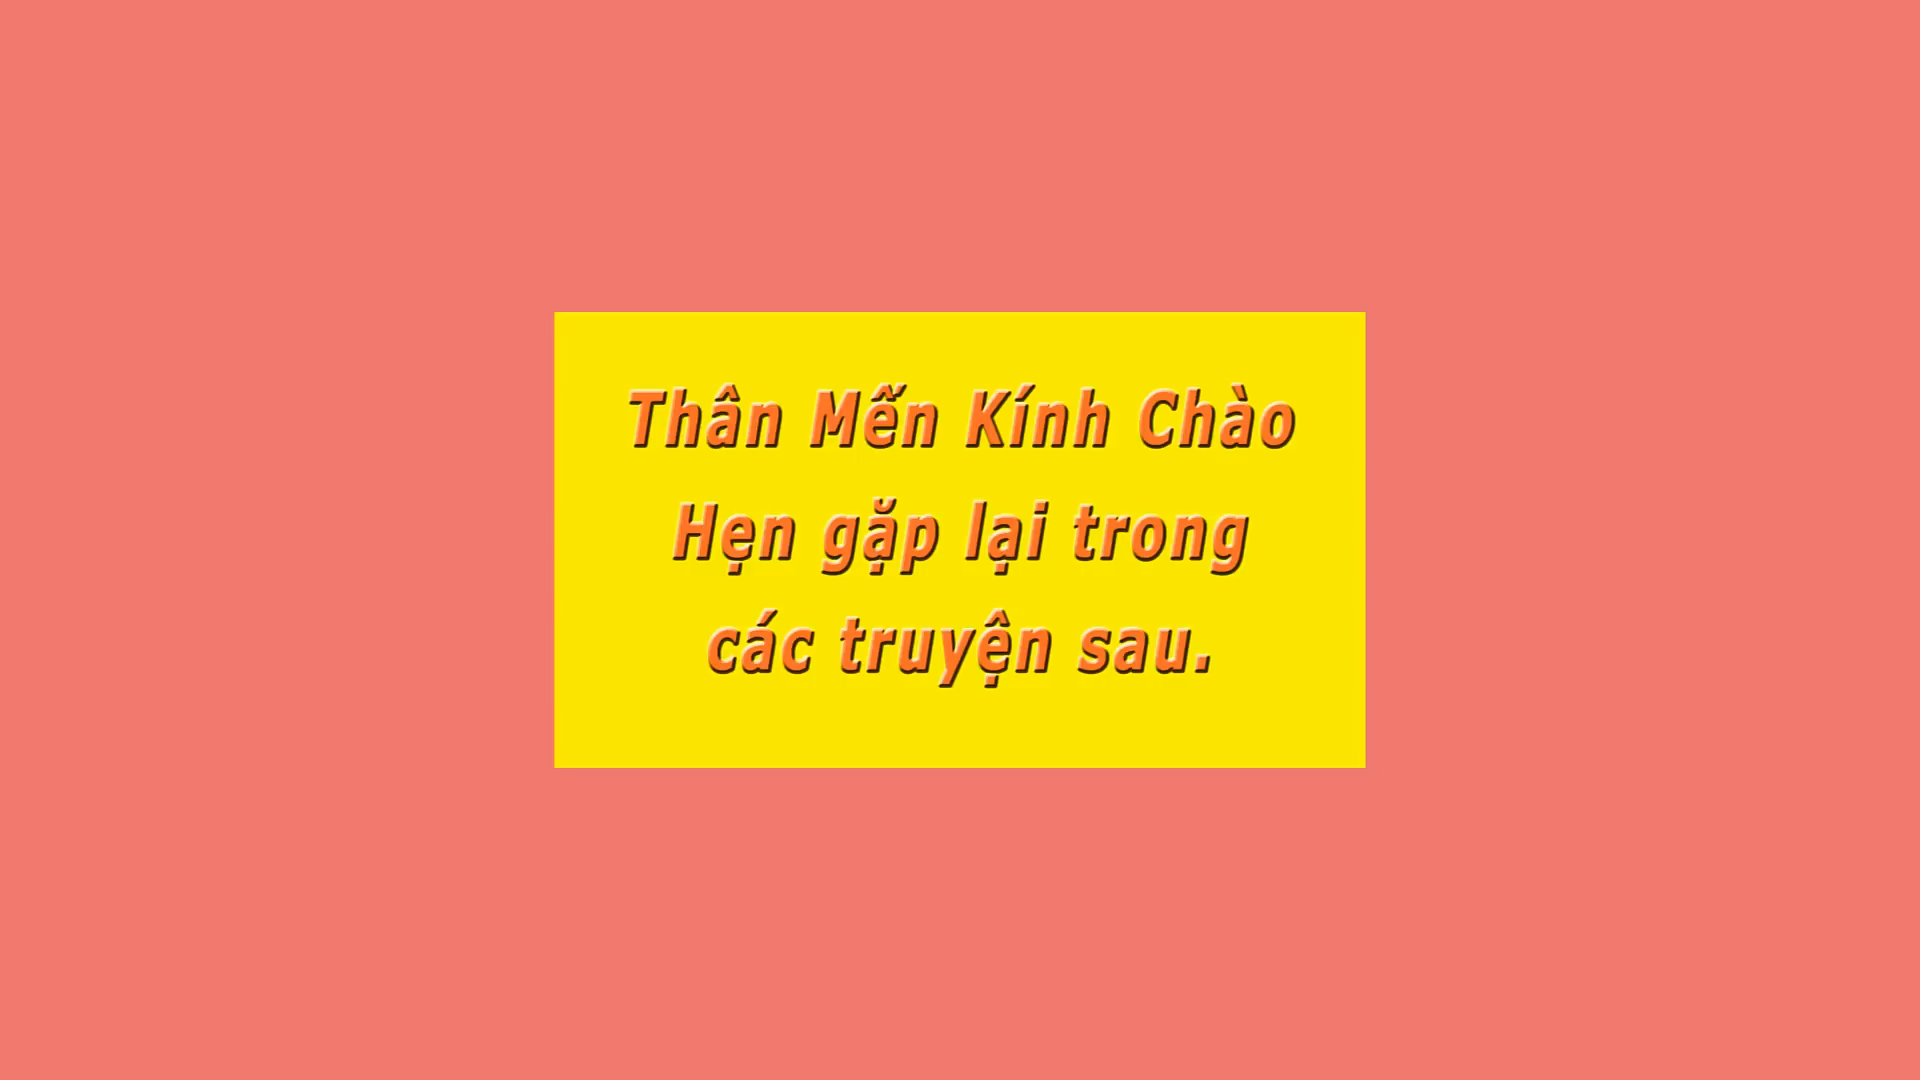 Thân Mến Kính Chào
Hẹn gặp lại trong
các truyện sau.